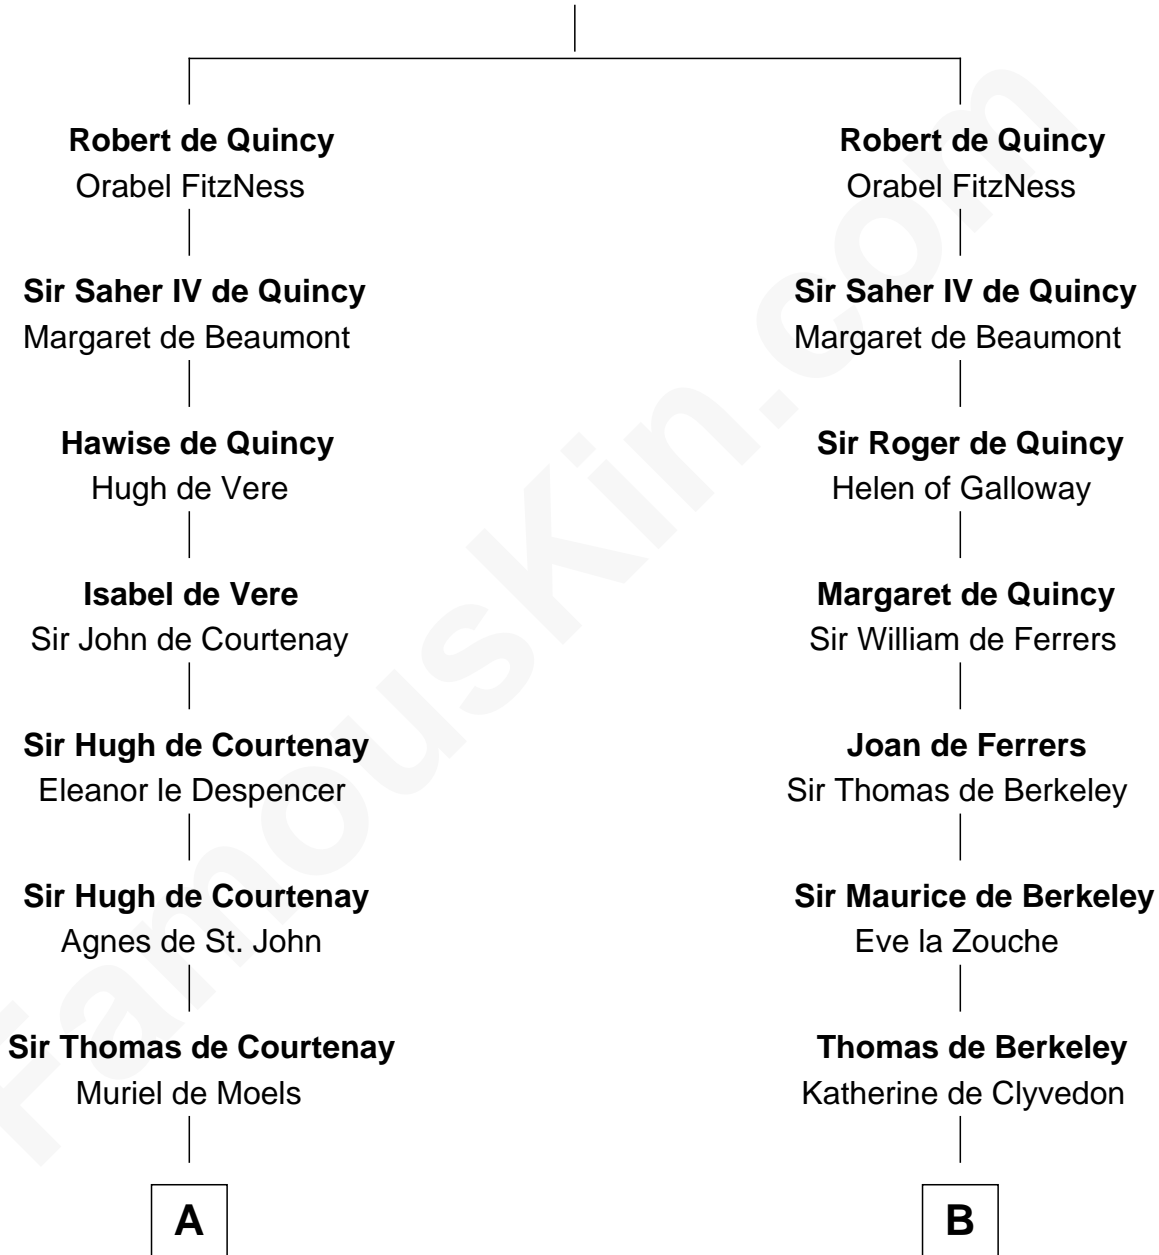 Robert de Quincy
Orabel FitzNess
Sir Saher IV de Quincy
Margaret de Beaumont
Hawise de Quincy
Hugh de Vere
Isabel de Vere
Sir John de Courtenay
Sir Hugh de Courtenay
Eleanor le Despencer
Sir Hugh de Courtenay
Agnes de St. John
Sir Thomas de Courtenay
Muriel de Moels
A
Robert de Quincy
Orabel FitzNess
Sir Saher IV de Quincy
Margaret de Beaumont
Sir Roger de Quincy
Helen of Galloway
Margaret de Quincy
Sir William de Ferrers
Joan de Ferrers
Sir Thomas de Berkeley
Sir Maurice de Berkeley
Eve la Zouche
Thomas de Berkeley
Katherine de Clyvedon
B
FamousKin.com